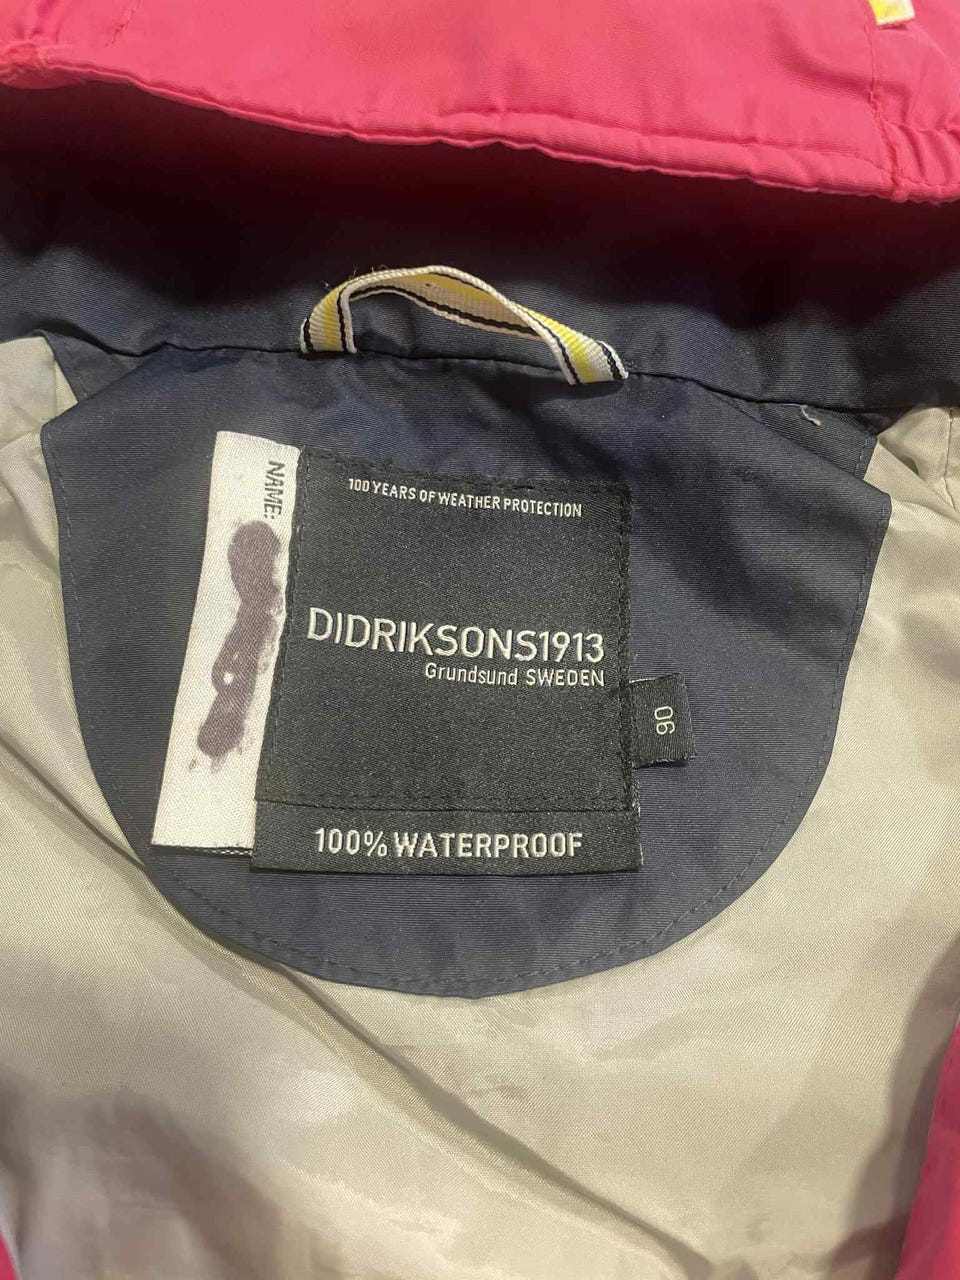 NAME:
100 YEARS OF WEATHER PROTECTION
DIDRIKSONS1913
Grundsund SWEDEN
90
100% WATERPROOF